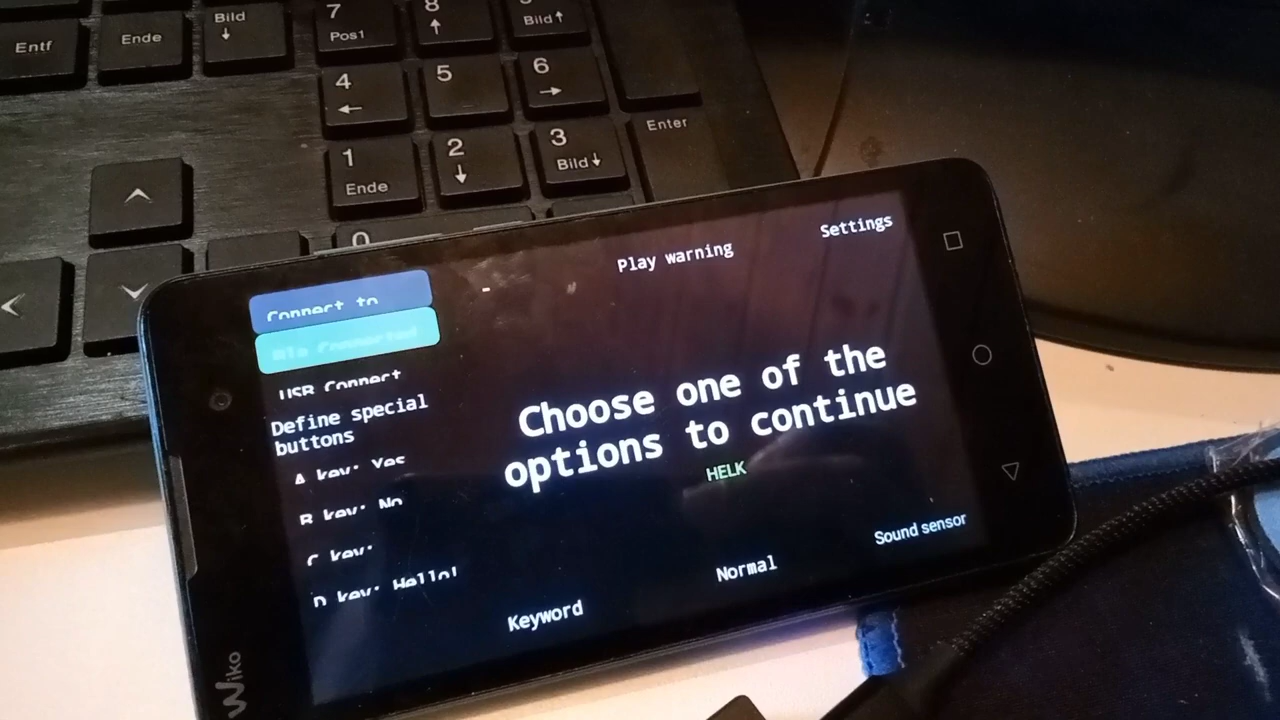 Bild
Entf
Ende
7
Pos1
8
Bild
4
5
6
1
Ende
2
3
Bild
Enter
0
Settings
Play warning
Connect to
USB Connect
Define special
buttons
A key: Yes
B key: No
C key:
D key: Hello!
Choose one of the
options to continue
HELK
Sound sensor
Normal
Keyword
Wiko